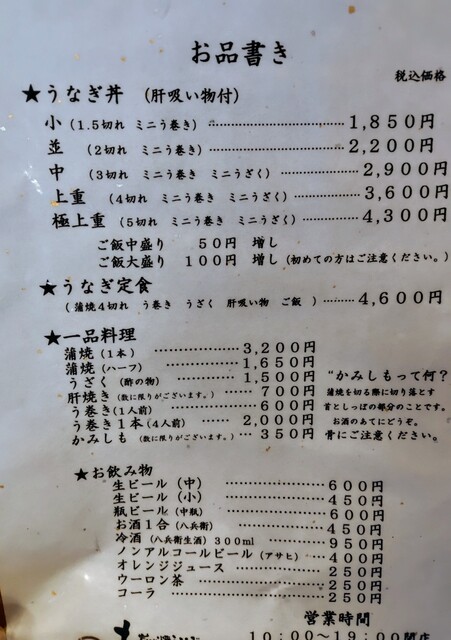 お品書き
税込価格
★うなぎ丼 (肝吸い物付)
小 (1.5切れ ミニう巻き) ………………… 1,850円
並 (2切れ ミニう巻き) ………………… 2,200円
中 (3切れ ミニう巻き ミニうざく) ………… 2,900円
上重 (4切れ ミニう巻き ミニうざく) ……… 3,600円
極上重 (5切れ ミニう巻き ミニうざく) ……… 4,300円
ご飯中盛り 50円 増し
ご飯大盛り 100円 増し (初めての方はご注意ください。)
★うなぎ定食
(蒲焼4切れ う巻き うざく 肝吸い物 ご飯 ) ……… 4,600円
★一品料理
蒲焼 (1本) ……………… 3,200円
蒲焼 (ハーフ) ……………… 1,650円
うざく (酢の物) ……………… 1,500円
肝焼き (数に限りがございます。) ……… 700円
う巻き (1人前) ……………… 600円
う巻き1本 (4人前) ……… 2,000円
かみしも (数に限りがございます。) …… 350円
"かみしもって何?
蒲焼を切る際に切り落とす
首としっぽの部分のことです。
お酒のあてにどうぞ。
骨にご注意ください。
★お飲み物
生ビール (中) ……………… 600円
生ビール (小) ……………… 450円
瓶ビール (中瓶) ……………… 600円
お酒1合 (八兵衛) ……………… 450円
冷酒 (八兵衛生酒) 300ml ……… 950円
ノンアルコールビール (アサヒ) …… 400円
オレンジジュース ……………… 250円
ウーロン茶 ……………… 250円
コーラ ……………… 250円
営業時間
10:00~19:00閉店